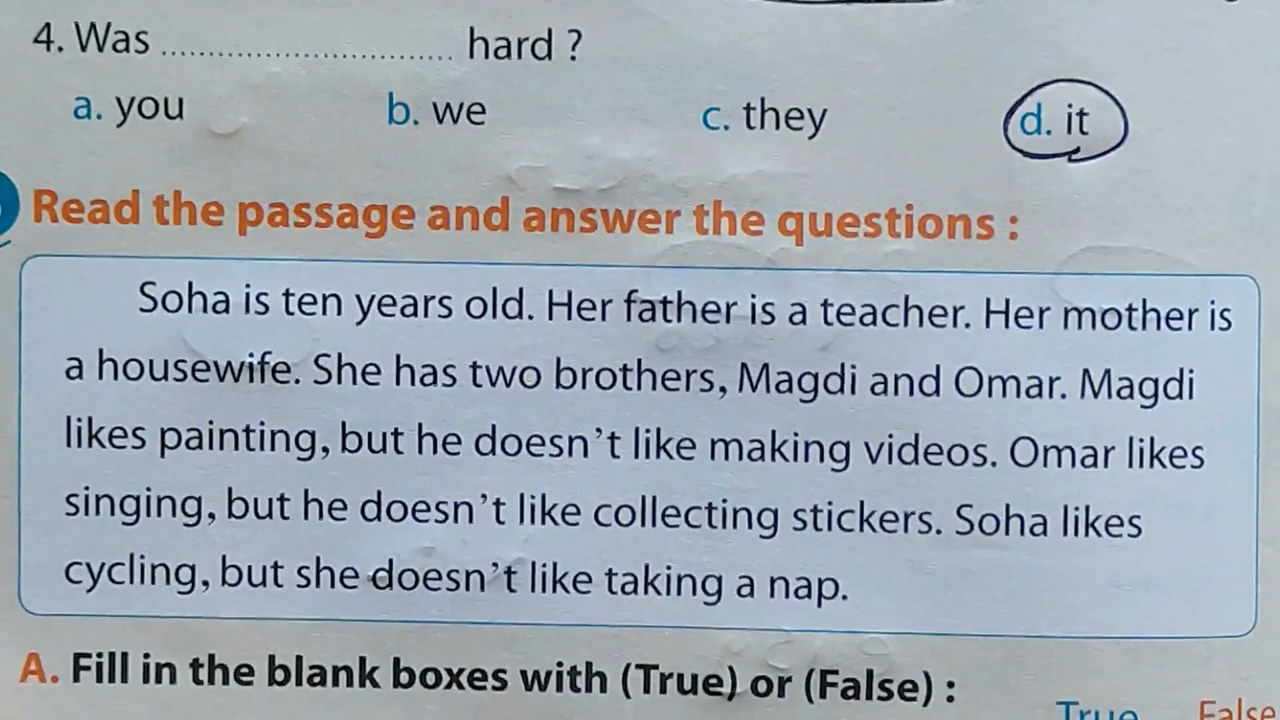 4. Was .............................. hard ?
a. you b. we c. they d. it
Read the passage and answer the questions :
Soha is ten years old. Her father is a teacher. Her mother is
a housewife. She has two brothers, Magdi and Omar. Magdi
likes painting, but he doesn't like making videos. Omar likes
singing, but he doesn't like collecting stickers. Soha likes
cycling, but she doesn't like taking a nap.
A. Fill in the blank boxes with (True) or (False) :
True False